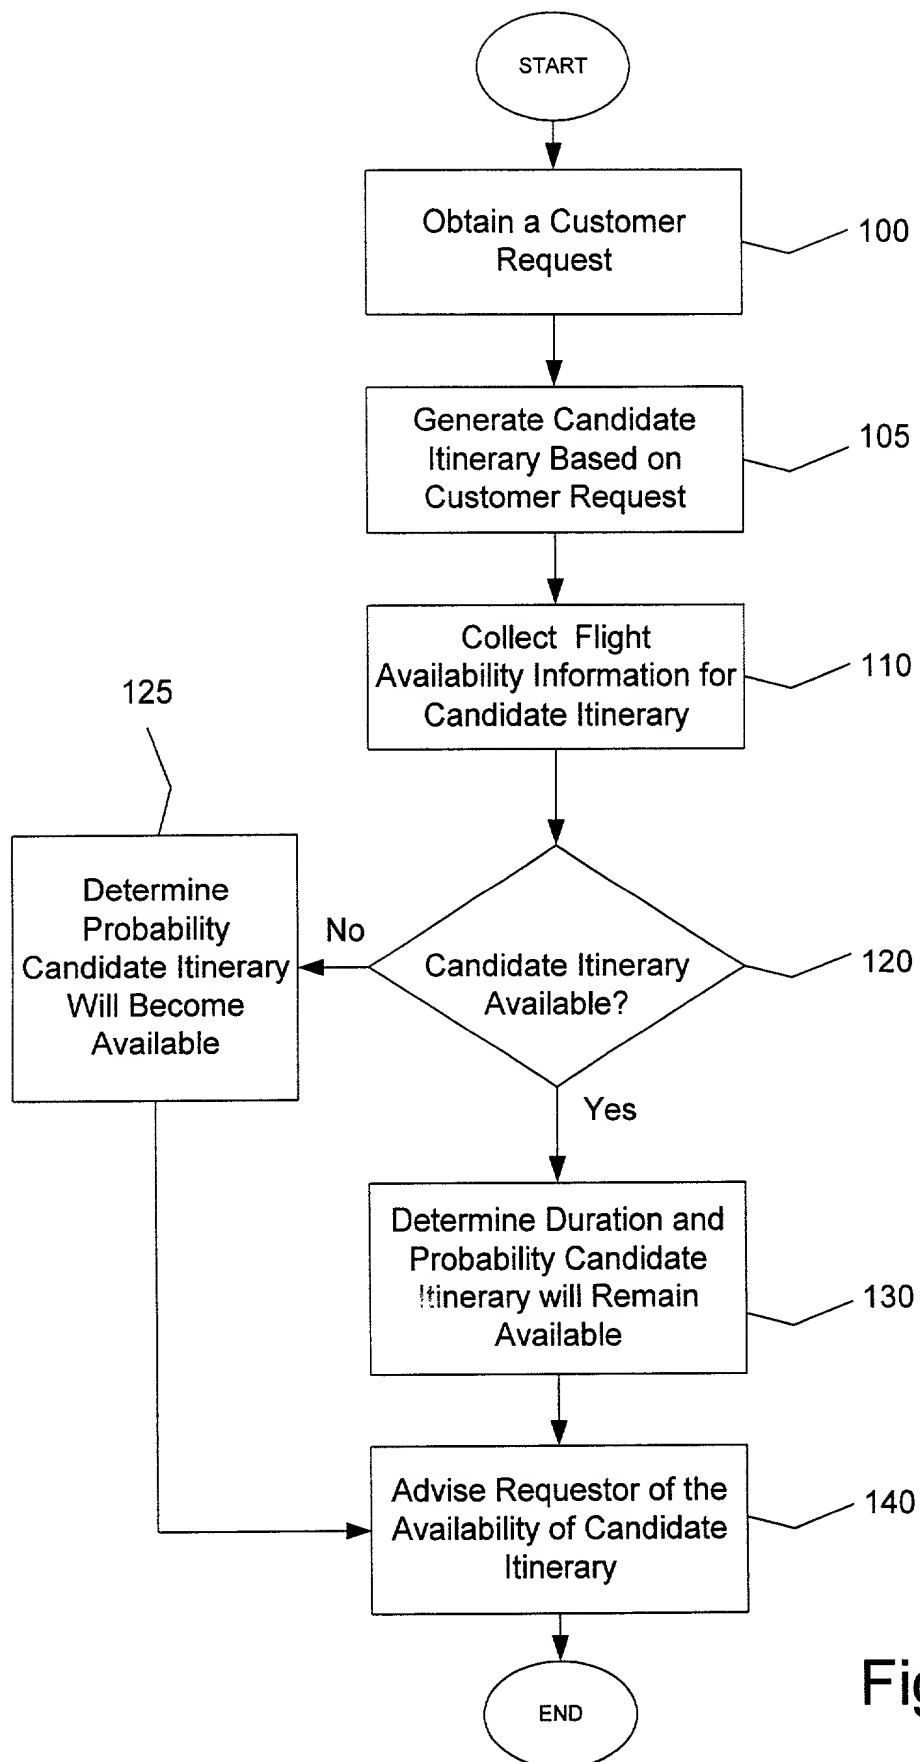 START
Obtain a Customer
Request
100
Generate Candidate
Itinerary Based on
Customer Request
105
Collect Flight
Availability Information for
Candidate Itinerary
110
125
Determine
Probability
Candidate Itinerary
Will Become
Available
No
Candidate Itinerary
Available?
120
Yes
Determine Duration and
Probability Candidate
Itinerary will Remain
Available
130
Advise Requestor of the
Availability of Candidate
Itinerary
140
END